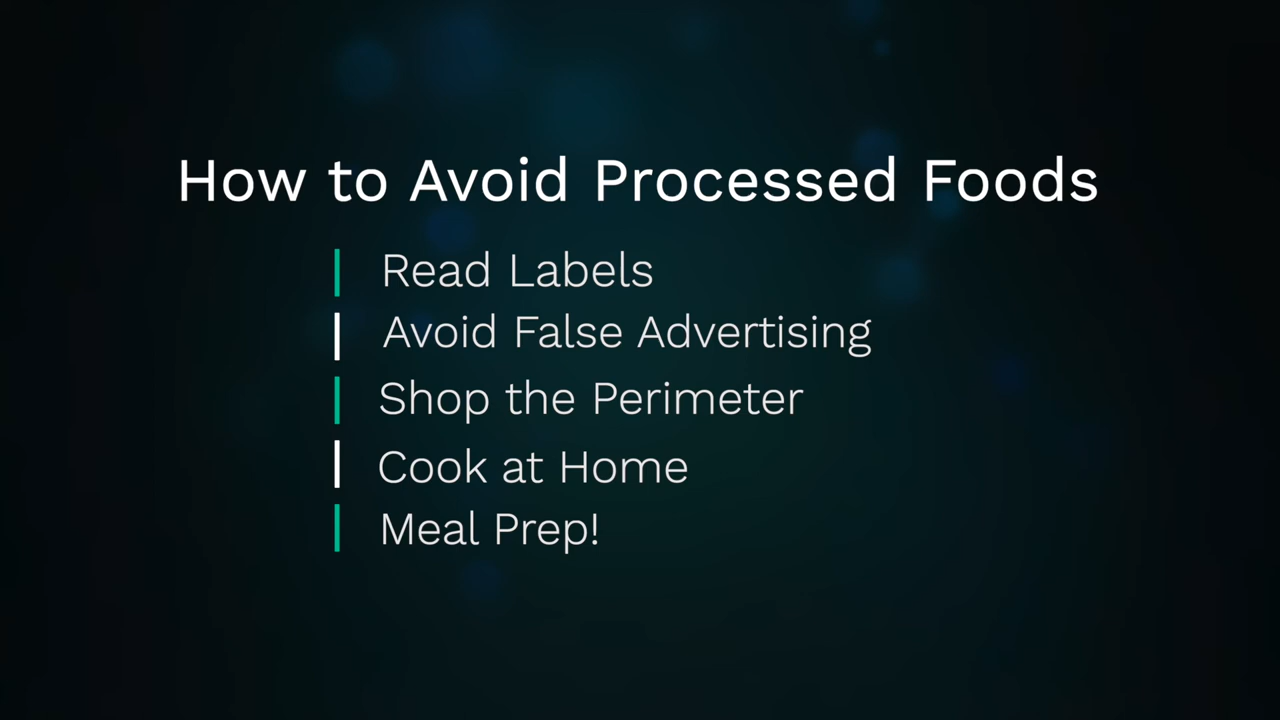 How to Avoid Processed Foods
Read Labels
Avoid False Advertising
Shop the Perimeter
Cook at Home
Meal Prep!